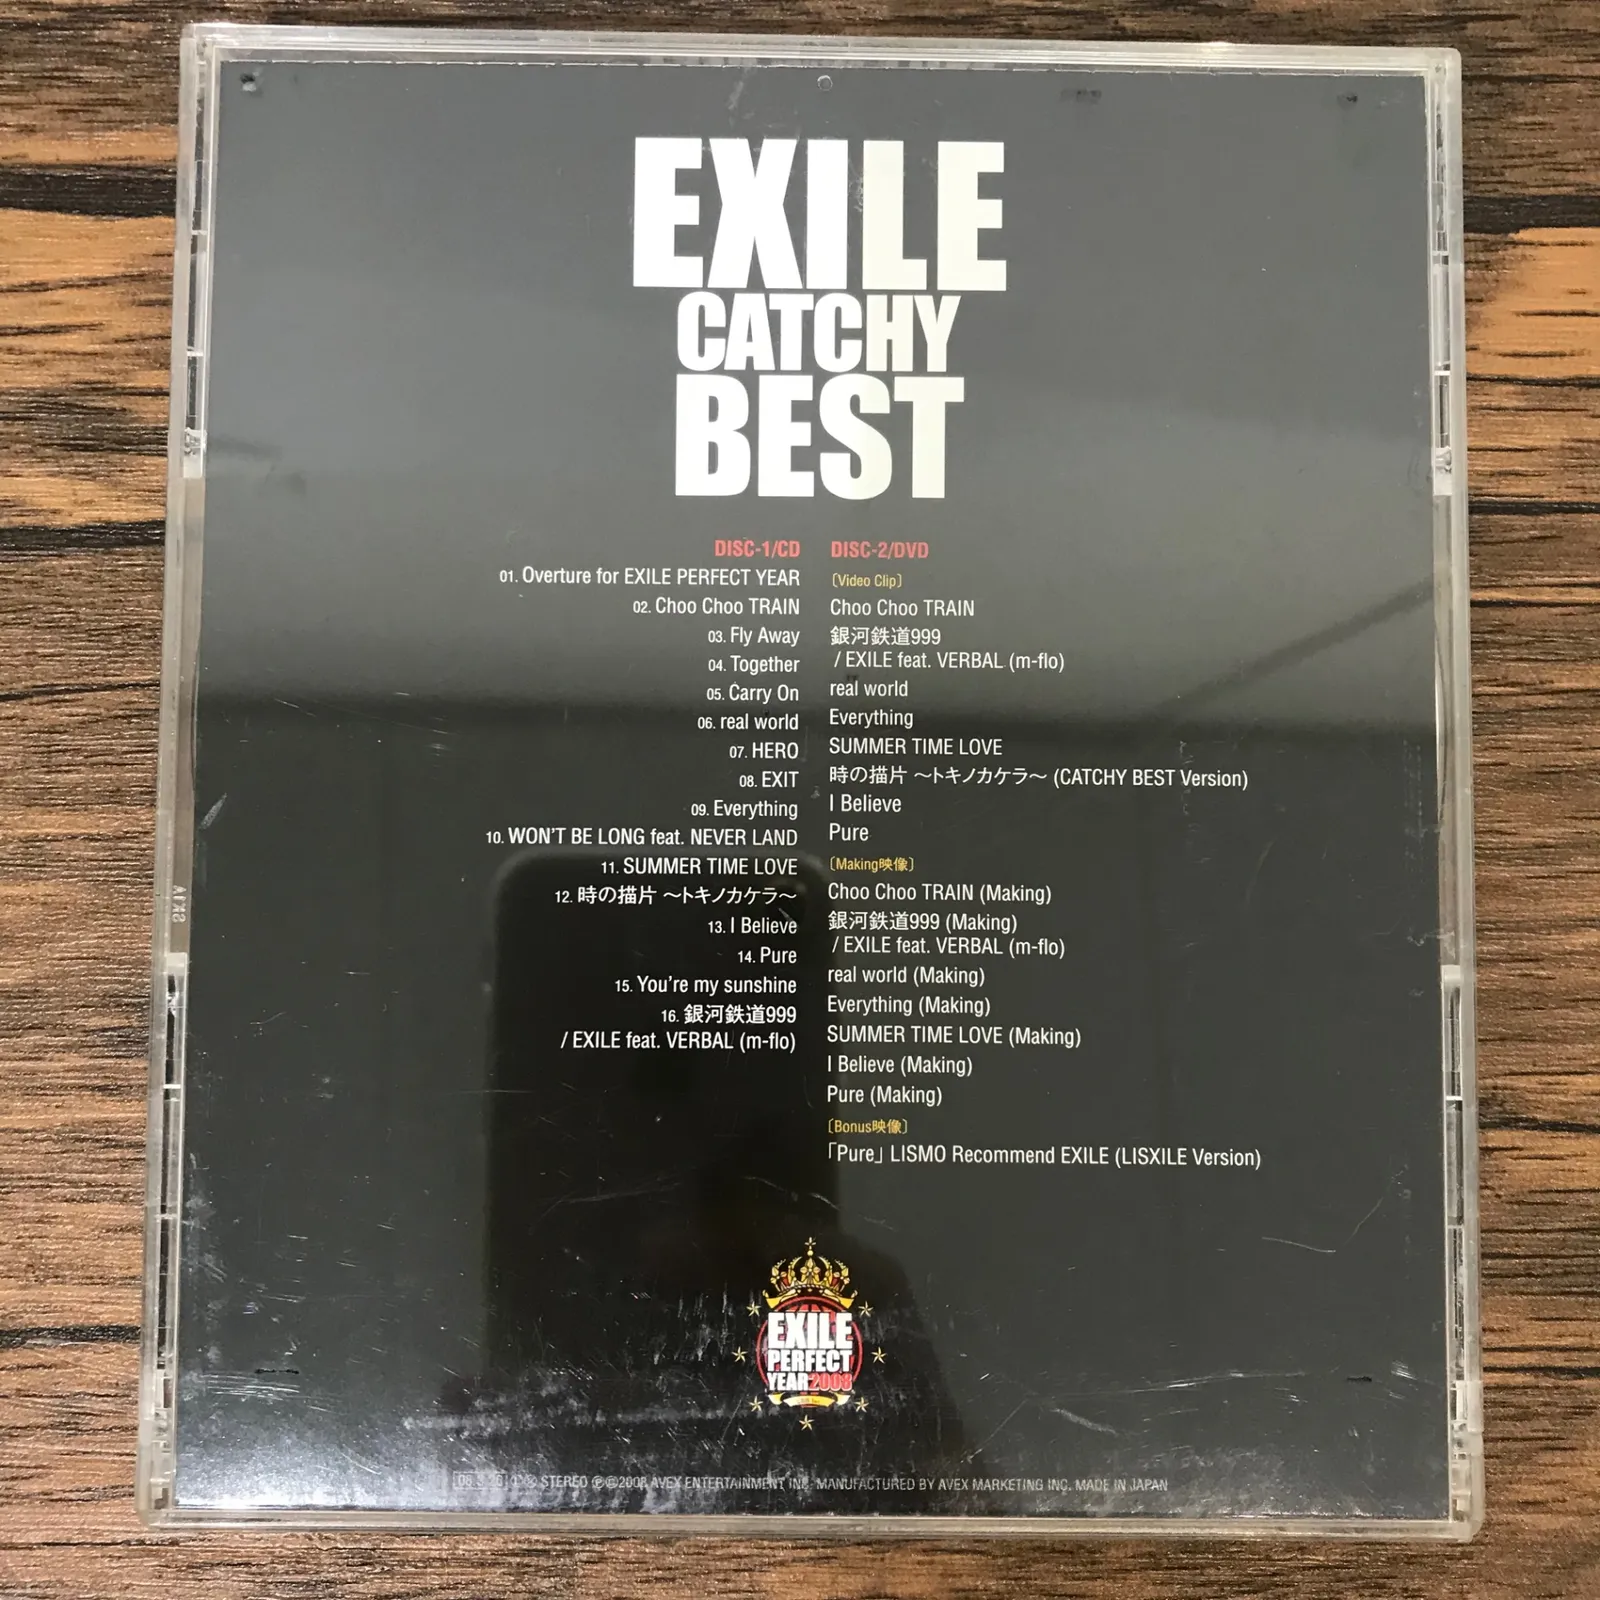 EXILE
CATCHY
BEST
DISC-1/CD
01. Overture for EXILE PERFECT YEAR
02. Choo Choo TRAIN
03. Fly Away
04. Together
05. Carry On
06. real world
07. HERO
08. EXIT
09. Everything
10. WON'T BE LONG feat. NEVER LAND
11. SUMMER TIME LOVE
12. 時の描片 ～トキノカケラ～
13. I Believe
14. Pure
15. You're my sunshine
16. 銀河鉄道999
/ EXILE feat. VERBAL (m-flo)
DISC-2/DVD
〔Video Clip〕
Choo Choo TRAIN
銀河鉄道999
/ EXILE feat. VERBAL (m-flo)
real world
Everything
SUMMER TIME LOVE
時の描片 ～トキノカケラ～ (CATCHY BEST Version)
I Believe
Pure
〔Making映像〕
Choo Choo TRAIN (Making)
銀河鉄道999 (Making)
/ EXILE feat. VERBAL (m-flo)
real world (Making)
Everything (Making)
SUMMER TIME LOVE (Making)
I Believe (Making)
Pure (Making)
〔Bonus映像〕
「Pure」 LISMO Recommend EXILE (LISXILE Version)
EXILE
PERFECT
YEAR2008
STEREO ℗©2008 AVEX ENTERTAINMENT INC. MANUFACTURED BY AVEX MARKETING INC. MADE IN JAPAN